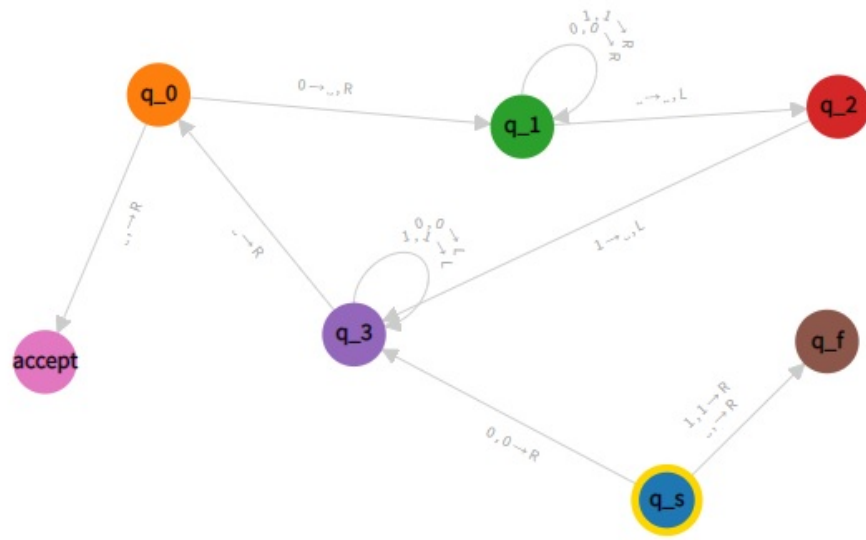 1,1→R
0,0→R
q_0
0→_,R
q_1
_→_,L
q_2
_,→R
_→R
0,0→L
1,1→L
1→_,L
accept
q_3
q_f
1,1→R
_,→R
0,0→R
q_s